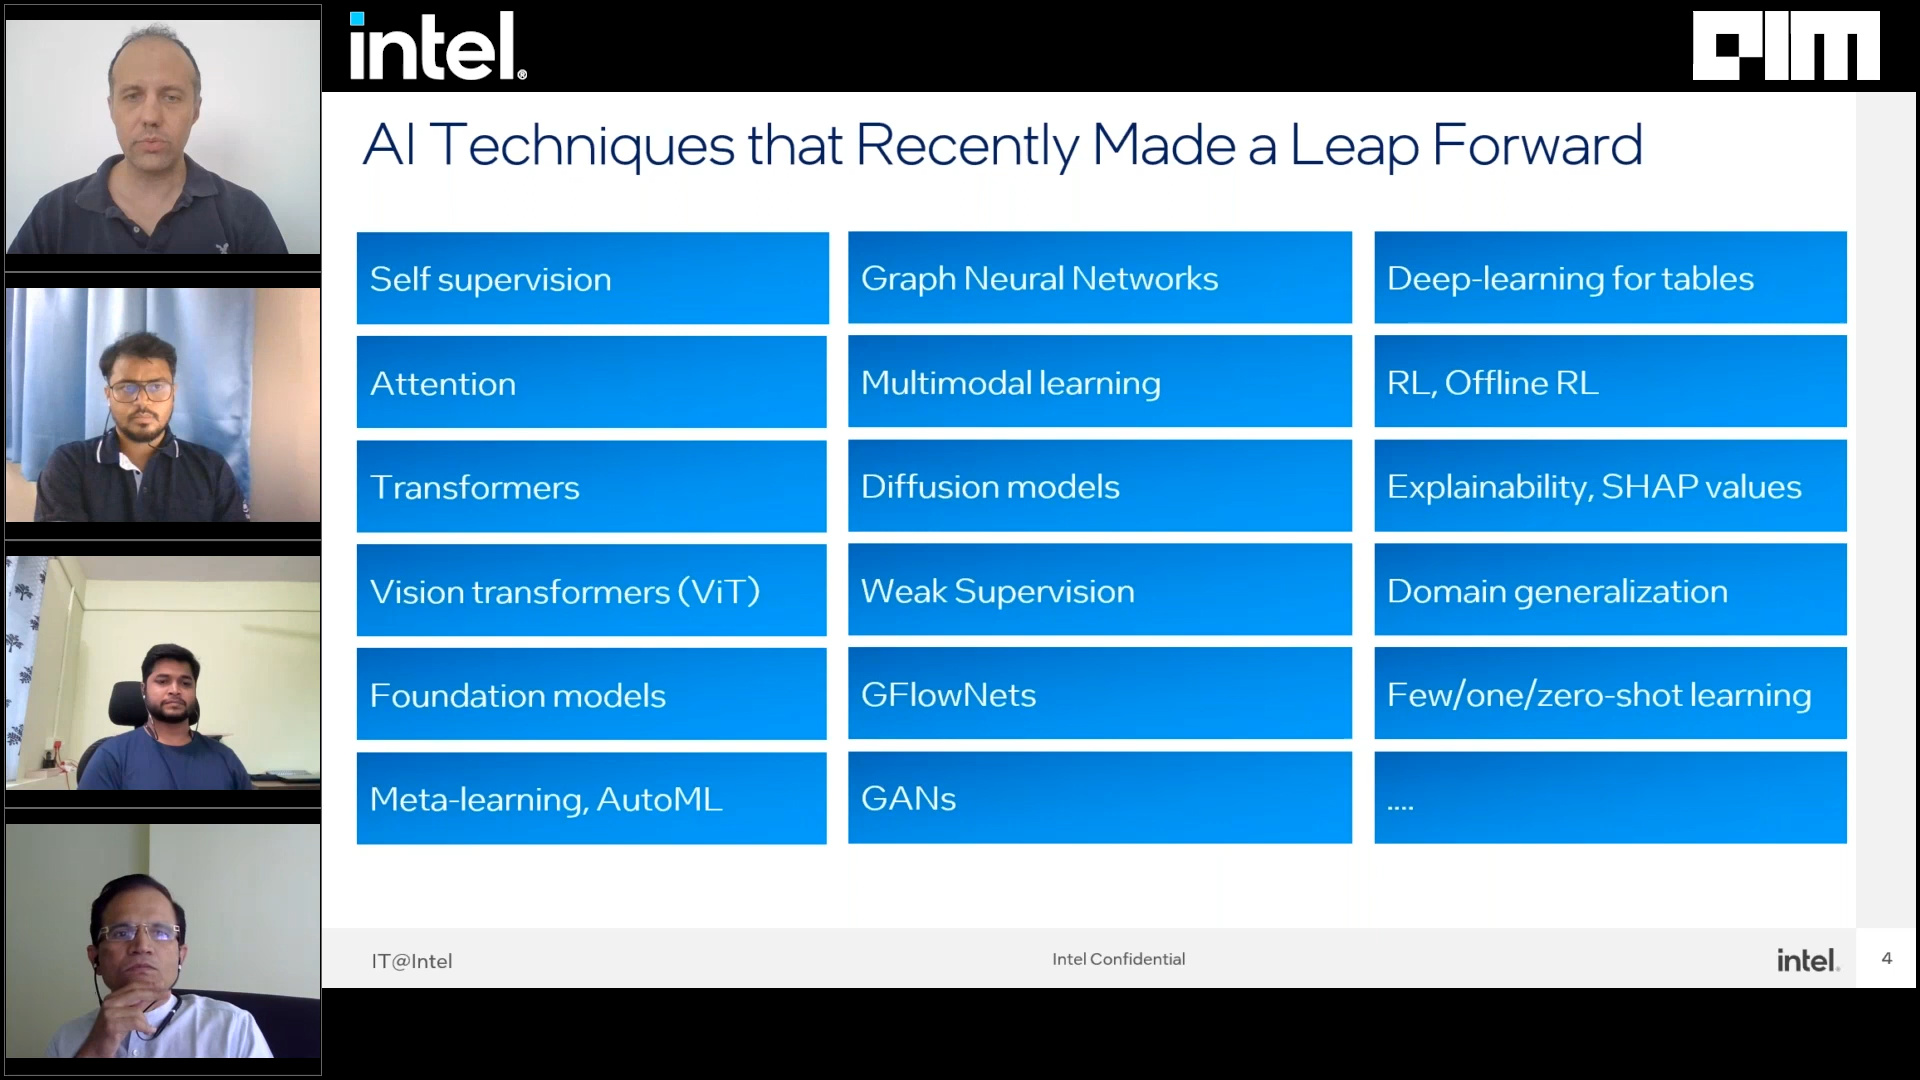 intel®
AIM
AI Techniques that Recently Made a Leap Forward
Self supervision
Graph Neural Networks
Deep-learning for tables
Attention
Multimodal learning
RL, Offline RL
Transformers
Diffusion models
Explainability, SHAP values
Vision transformers (ViT)
Weak Supervision
Domain generalization
Foundation models
GFlowNets
Few/one/zero-shot learning
Meta-learning, AutoML
GANs
....
IT@Intel
Intel Confidential
intel®
4